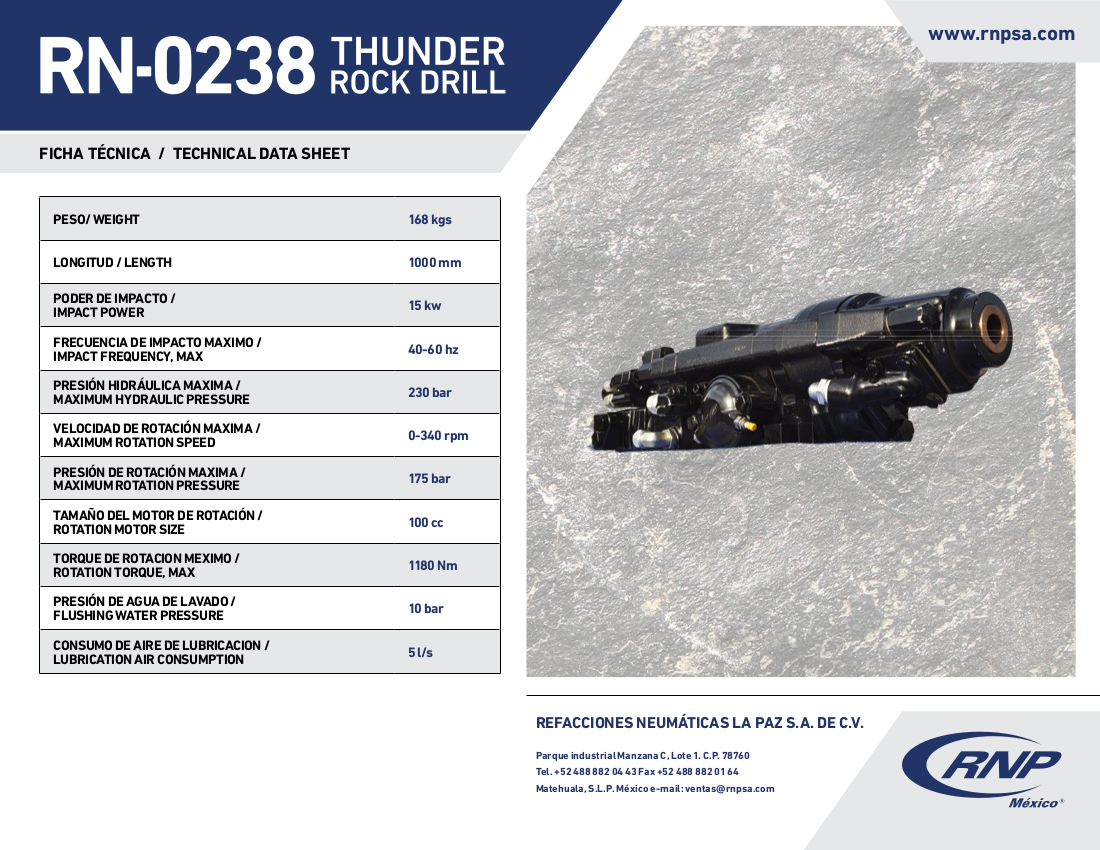 RN-0238 THUNDER
ROCK DRILL
www.rnpsa.com
FICHA TÉCNICA / TECHNICAL DATA SHEET
PESO/ WEIGHT 168 kgs
LONGITUD / LENGTH 1000 mm
PODER DE IMPACTO /
IMPACT POWER 15 kw
FRECUENCIA DE IMPACTO MAXIMO /
IMPACT FREQUENCY, MAX 40-60 hz
PRESIÓN HIDRÁULICA MAXIMA /
MAXIMUM HYDRAULIC PRESSURE 230 bar
VELOCIDAD DE ROTACIÓN MAXIMA /
MAXIMUM ROTATION SPEED 0-340 rpm
PRESIÓN DE ROTACIÓN MAXIMA /
MAXIMUM ROTATION PRESSURE 175 bar
TAMAÑO DEL MOTOR DE ROTACIÓN /
ROTATION MOTOR SIZE 100 cc
TORQUE DE ROTACION MEXIMO /
ROTATION TORQUE, MAX 1180 Nm
PRESIÓN DE AGUA DE LAVADO /
FLUSHING WATER PRESSURE 10 bar
CONSUMO DE AIRE DE LUBRICACION /
LUBRICATION AIR CONSUMPTION 5 l/s
REFACCIONES NEUMÁTICAS LA PAZ S.A. DE C.V.
Parque industrial Manzana C, Lote 1. C.P. 78760
Tel. +52 488 882 04 43 Fax +52 488 882 01 64
Matehuala, S.L.P. México e-mail: ventas@rnpsa.com
RNP
México®